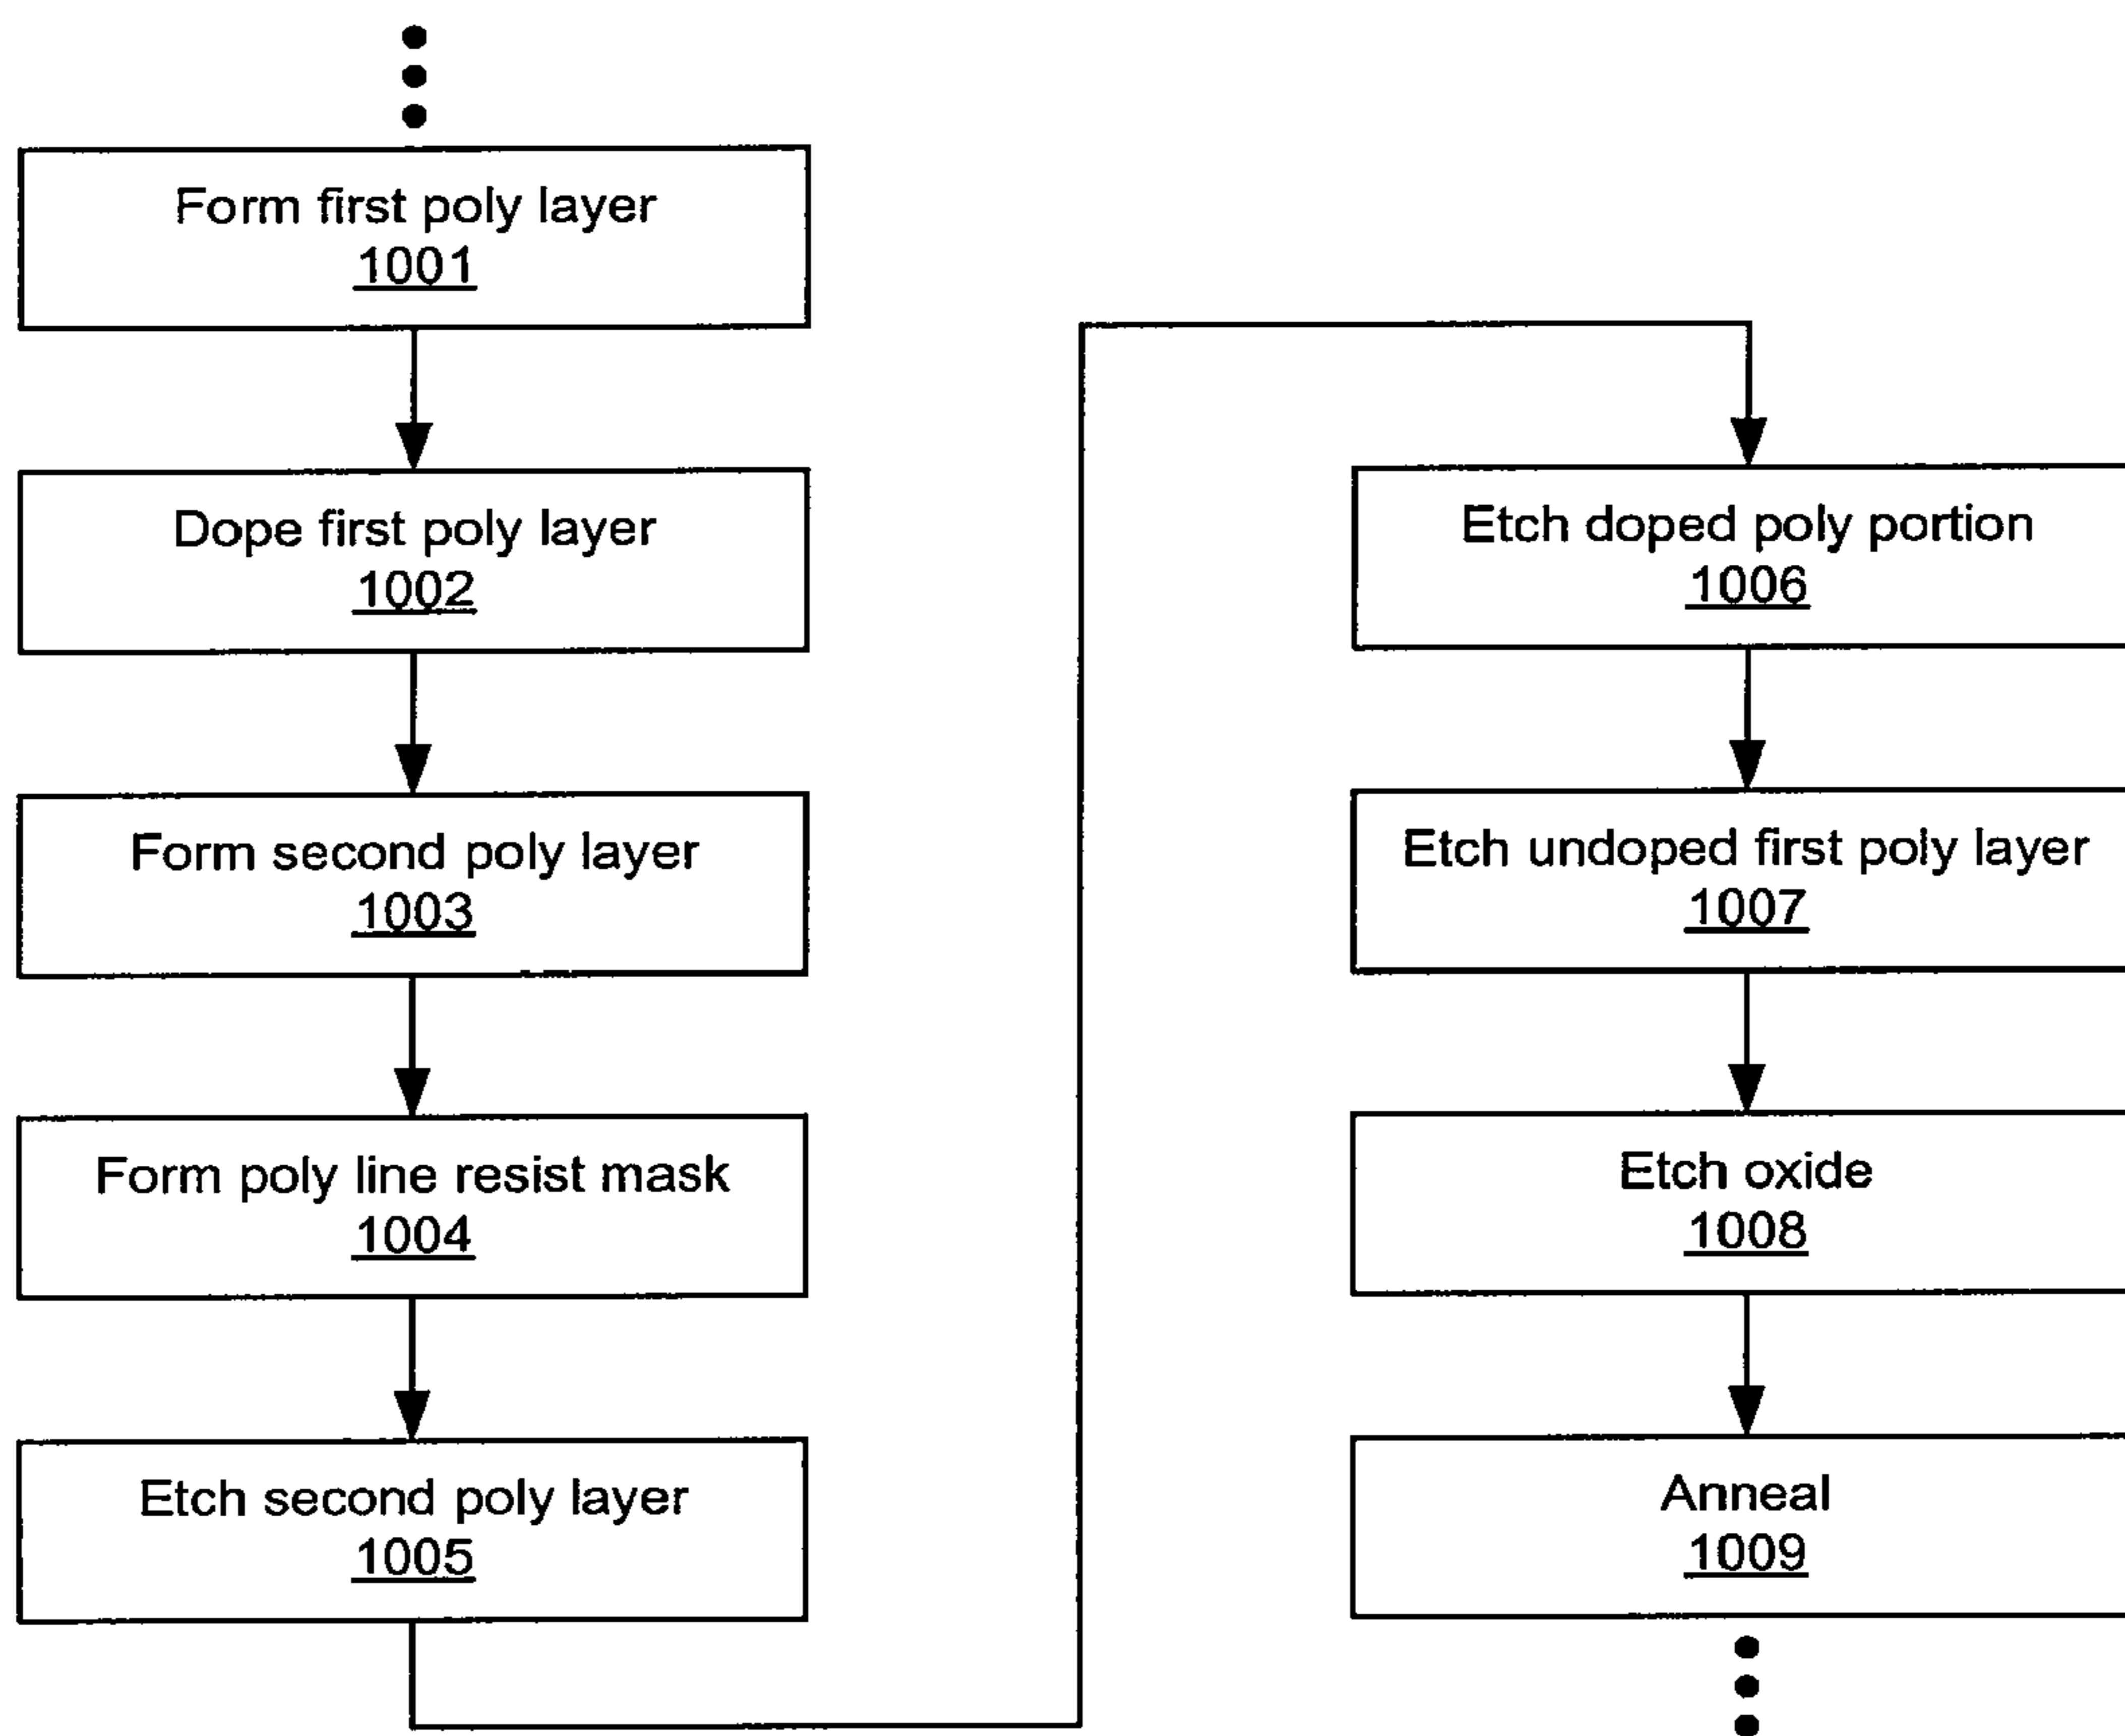 Form first poly layer
1001
Dope first poly layer
1002
Form second poly layer
1003
Form poly line resist mask
1004
Etch second poly layer
1005
Etch doped poly portion
1006
Etch undoped first poly layer
1007
Etch oxide
1008
Anneal
1009